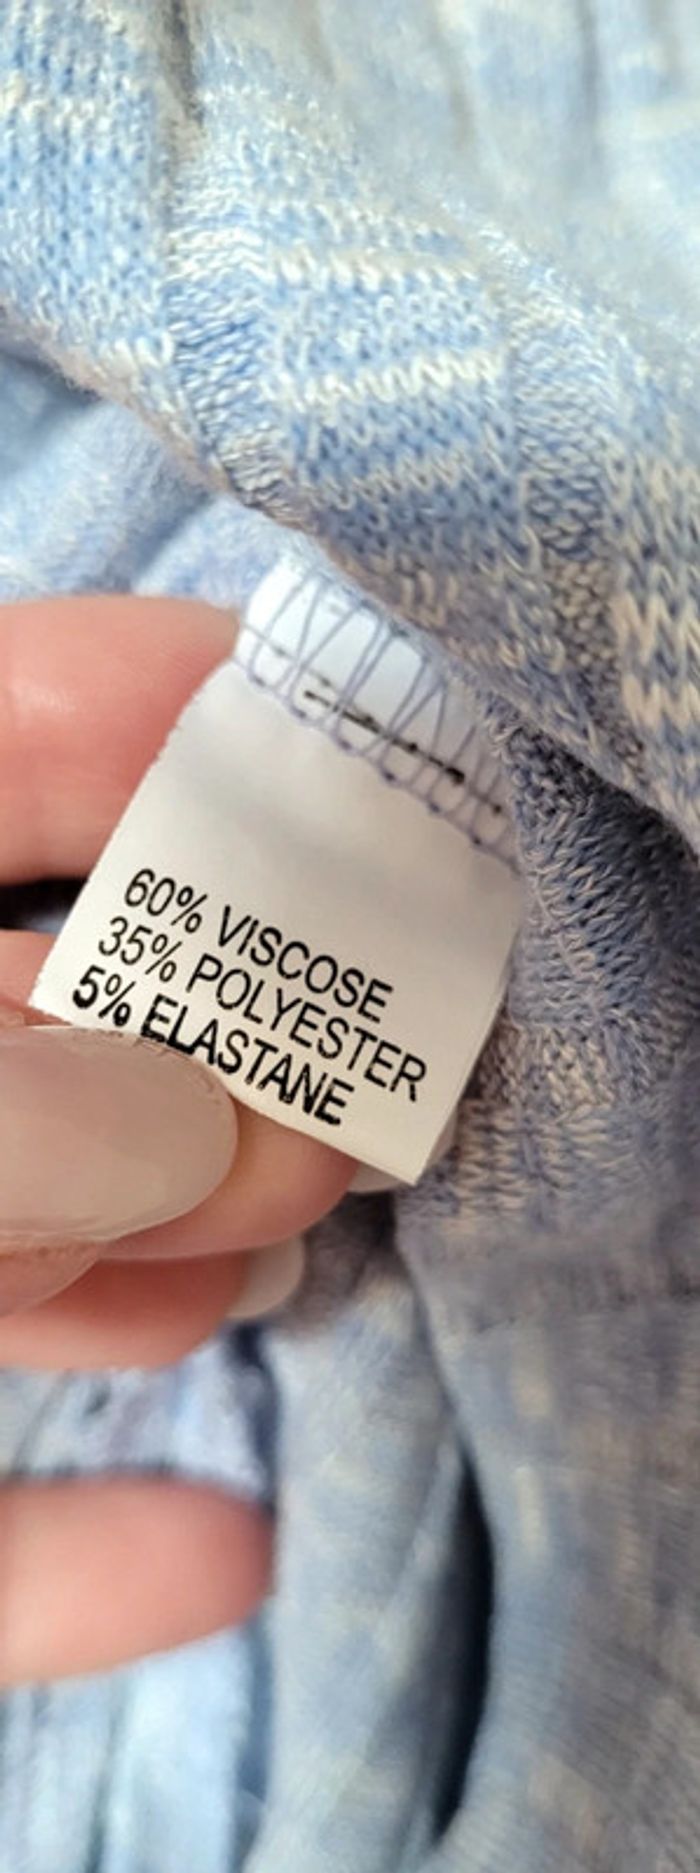 60% VISCOSE
35% POLYESTER
5% ELASTANE